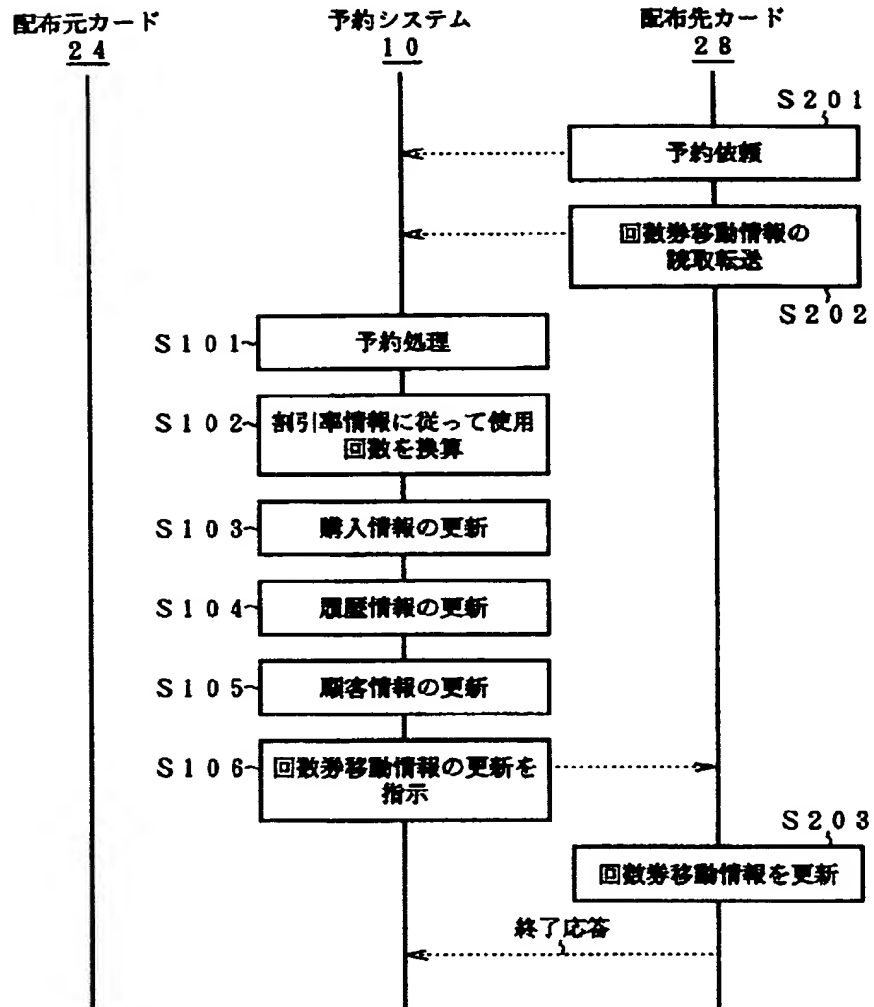 配布元カード
２４
予約システム
１０
配布先カード
２８
Ｓ２０１
予約依頼
回数券移動情報の
読取転送
Ｓ２０２
Ｓ１０１
予約処理
Ｓ１０２
割引率情報に従って使用
回数を換算
Ｓ１０３
購入情報の更新
Ｓ１０４
履歴情報の更新
Ｓ１０５
顧客情報の更新
Ｓ１０６
回数券移動情報の更新を
指示
Ｓ２０３
回数券移動情報を更新
終了応答